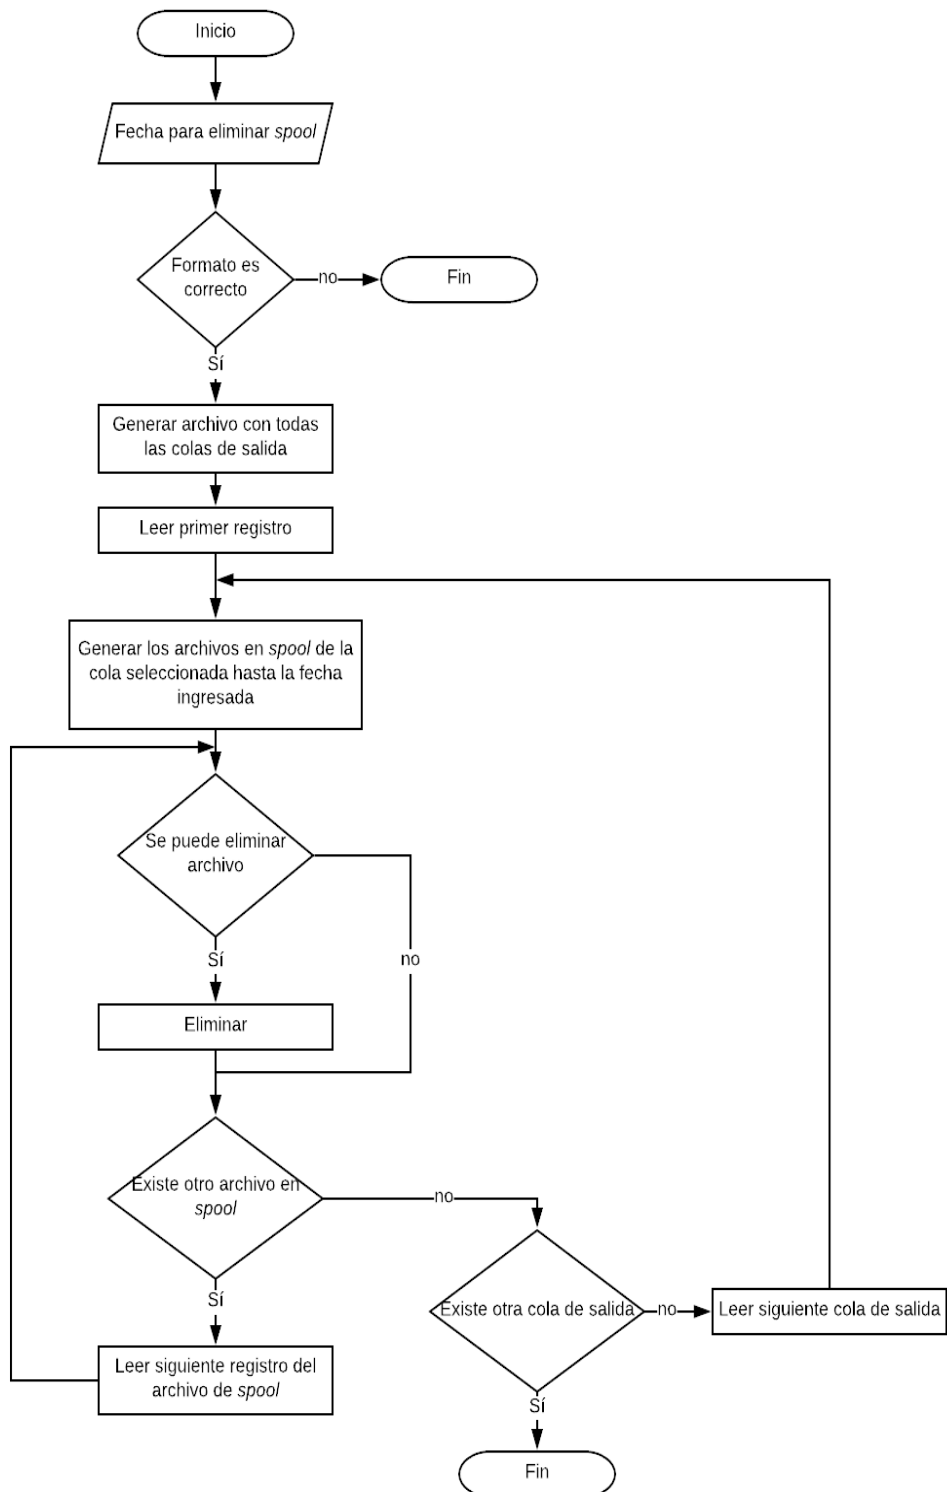 Inicio
Fecha para eliminar spool
Formato es
correcto
no
Fin
Sí
Generar archivo con todas
las colas de salida
Leer primer registro
Generar los archivos en spool de la
cola seleccionada hasta la fecha
ingresada
Se puede eliminar
archivo
Sí
no
Eliminar
Existe otro archivo en
spool
no
Sí
Existe otra cola de salida
no
Leer siguiente cola de salida
Leer siguiente registro del
archivo de spool
Sí
Fin